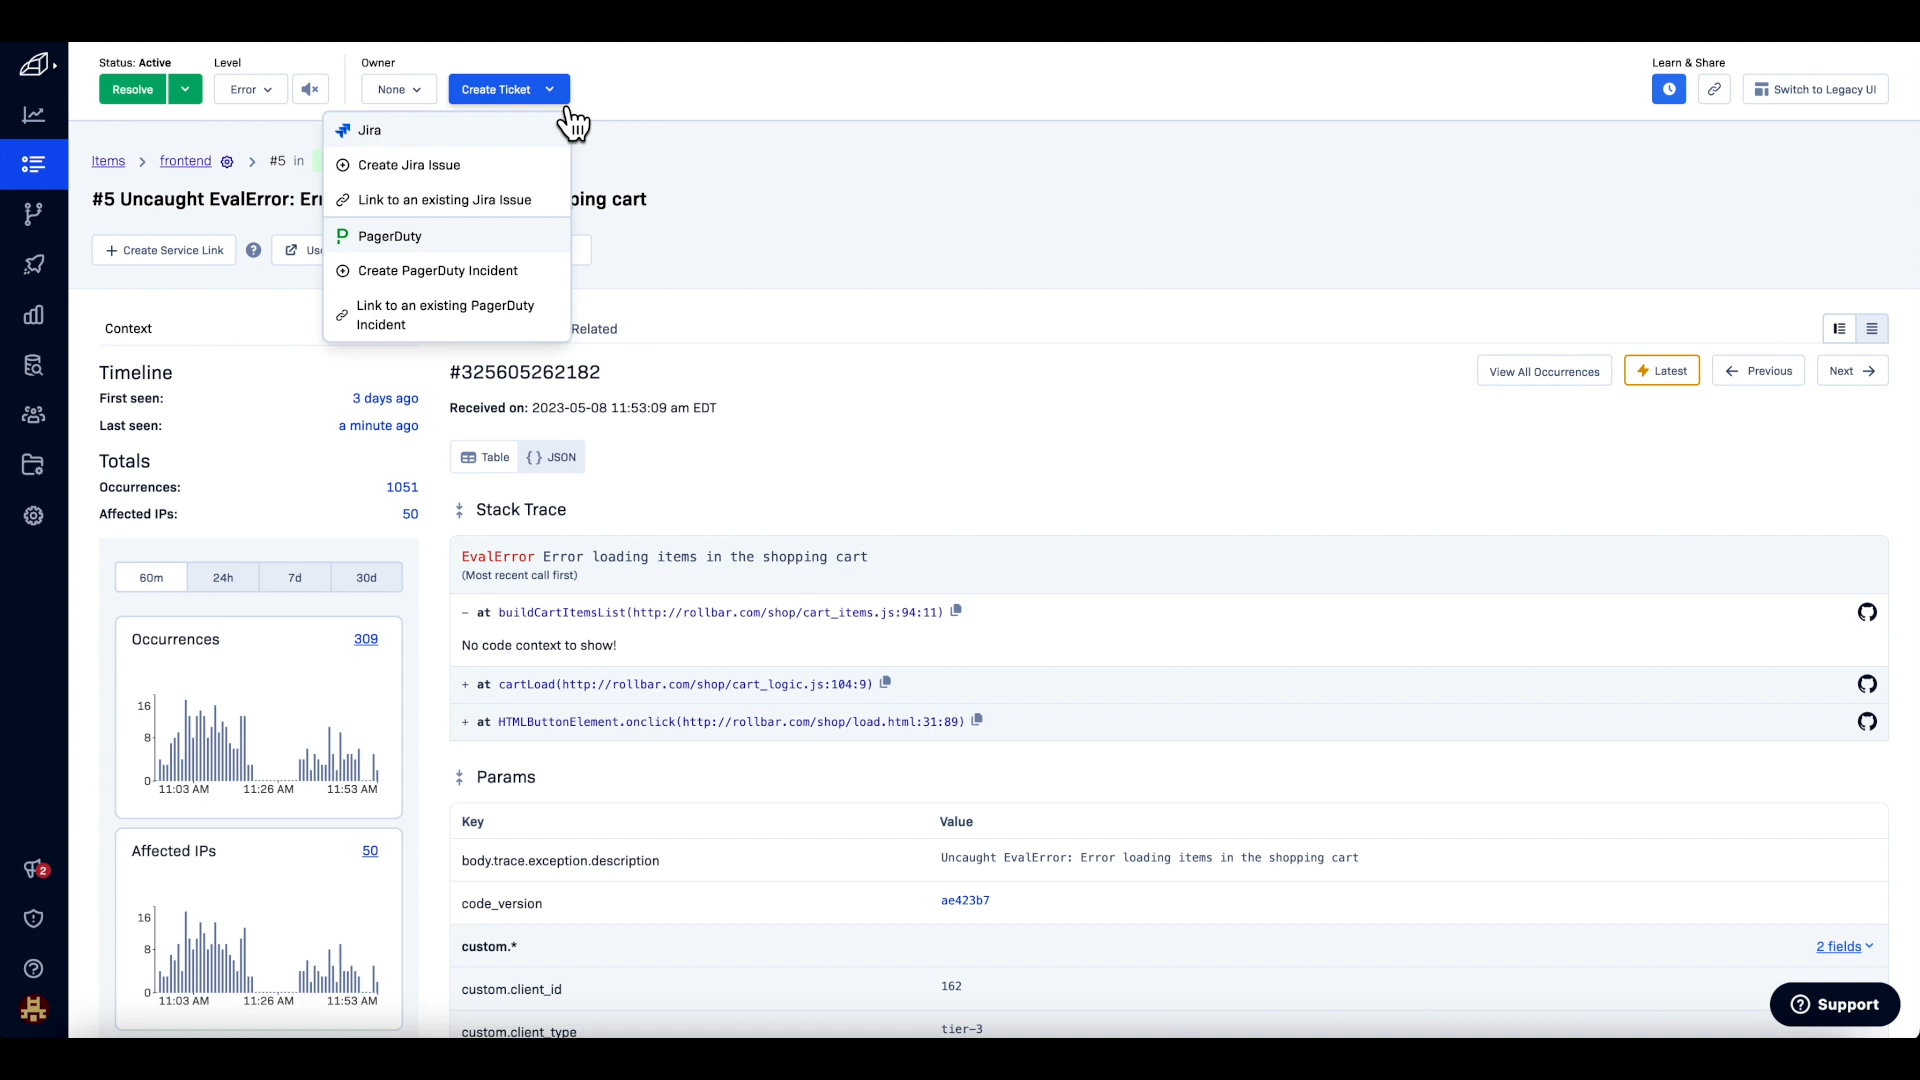 Status: Active
Level
Owner
Learn & Share
Resolve
Error
None
Create Ticket
Switch to Legacy UI
Jira
Create Jira Issue
Link to an existing Jira Issue
PagerDuty
Create PagerDuty Incident
Link to an existing PagerDuty
Incident
Items
frontend
#5 in
#5 Uncaught EvalError: Er
ping cart
Create Service Link
Us
Context
Related
Timeline
First seen:
3 days ago
Last seen:
a minute ago
Totals
Occurrences:
1051
Affected IPs:
50
60m
24h
7d
30d
Occurrences
309
16
8
0
11:03 AM
11:26 AM
11:53 AM
Affected IPs
50
16
8
0
11:03 AM
11:26 AM
11:53 AM
#325605262182
View All Occurrences
Latest
Previous
Next
Received on: 2023-05-08 11:53:09 am EDT
Table
{} JSON
Stack Trace
EvalError Error loading items in the shopping cart
(Most recent call first)
− at buildCartItemsList(http://rollbar.com/shop/cart_items.js:94:11)
No code context to show!
+ at cartLoad(http://rollbar.com/shop/cart_logic.js:104:9)
+ at HTMLButtonElement.onclick(http://rollbar.com/shop/load.html:31:89)
Params
Key
Value
body.trace.exception.description
Uncaught EvalError: Error loading items in the shopping cart
code_version
ae423b7
custom.*
2 fields
custom.client_id
162
custom.client_type
tier-3
2
Support